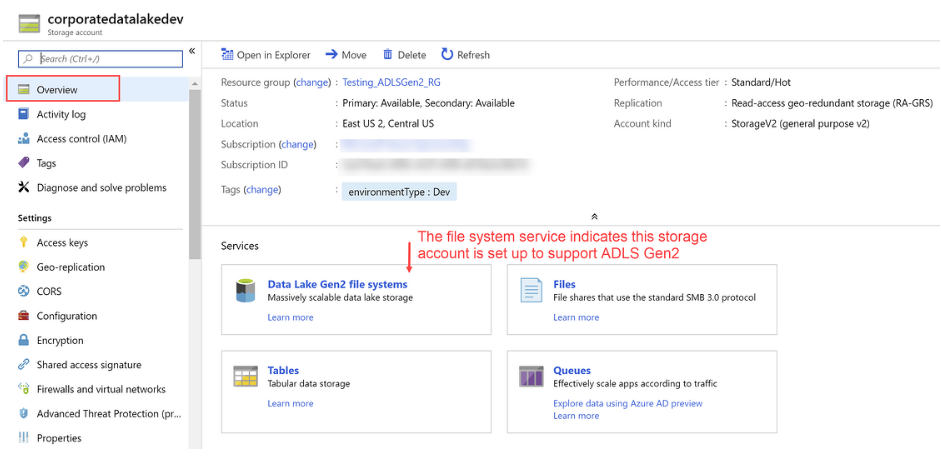 corporatedatalakedev
Storage account
Search (Ctrl+/)
«
Overview
Activity log
Access control (IAM)
Tags
Diagnose and solve problems
Settings
Access keys
Geo-replication
CORS
Configuration
Encryption
Shared access signature
Firewalls and virtual networks
Advanced Threat Protection (pr...
Properties
Open in Explorer Move Delete Refresh
Resource group (change) : Testing_ADLSGen2_RG
Status : Primary: Available, Secondary: Available
Location : East US 2, Central US
Subscription (change) :
Subscription ID :
Tags (change) : environmentType : Dev
Performance/Access tier : Standard/Hot
Replication : Read-access geo-redundant storage (RA-GRS)
Account kind : StorageV2 (general purpose v2)
Services
The file system service indicates this storage
account is set up to support ADLS Gen2
Data Lake Gen2 file systems
Massively scalable data lake storage
Learn more
Files
File shares that use the standard SMB 3.0 protocol
Learn more
Tables
Tabular data storage
Learn more
Queues
Effectively scale apps according to traffic
Explore data using Azure AD preview
Learn more